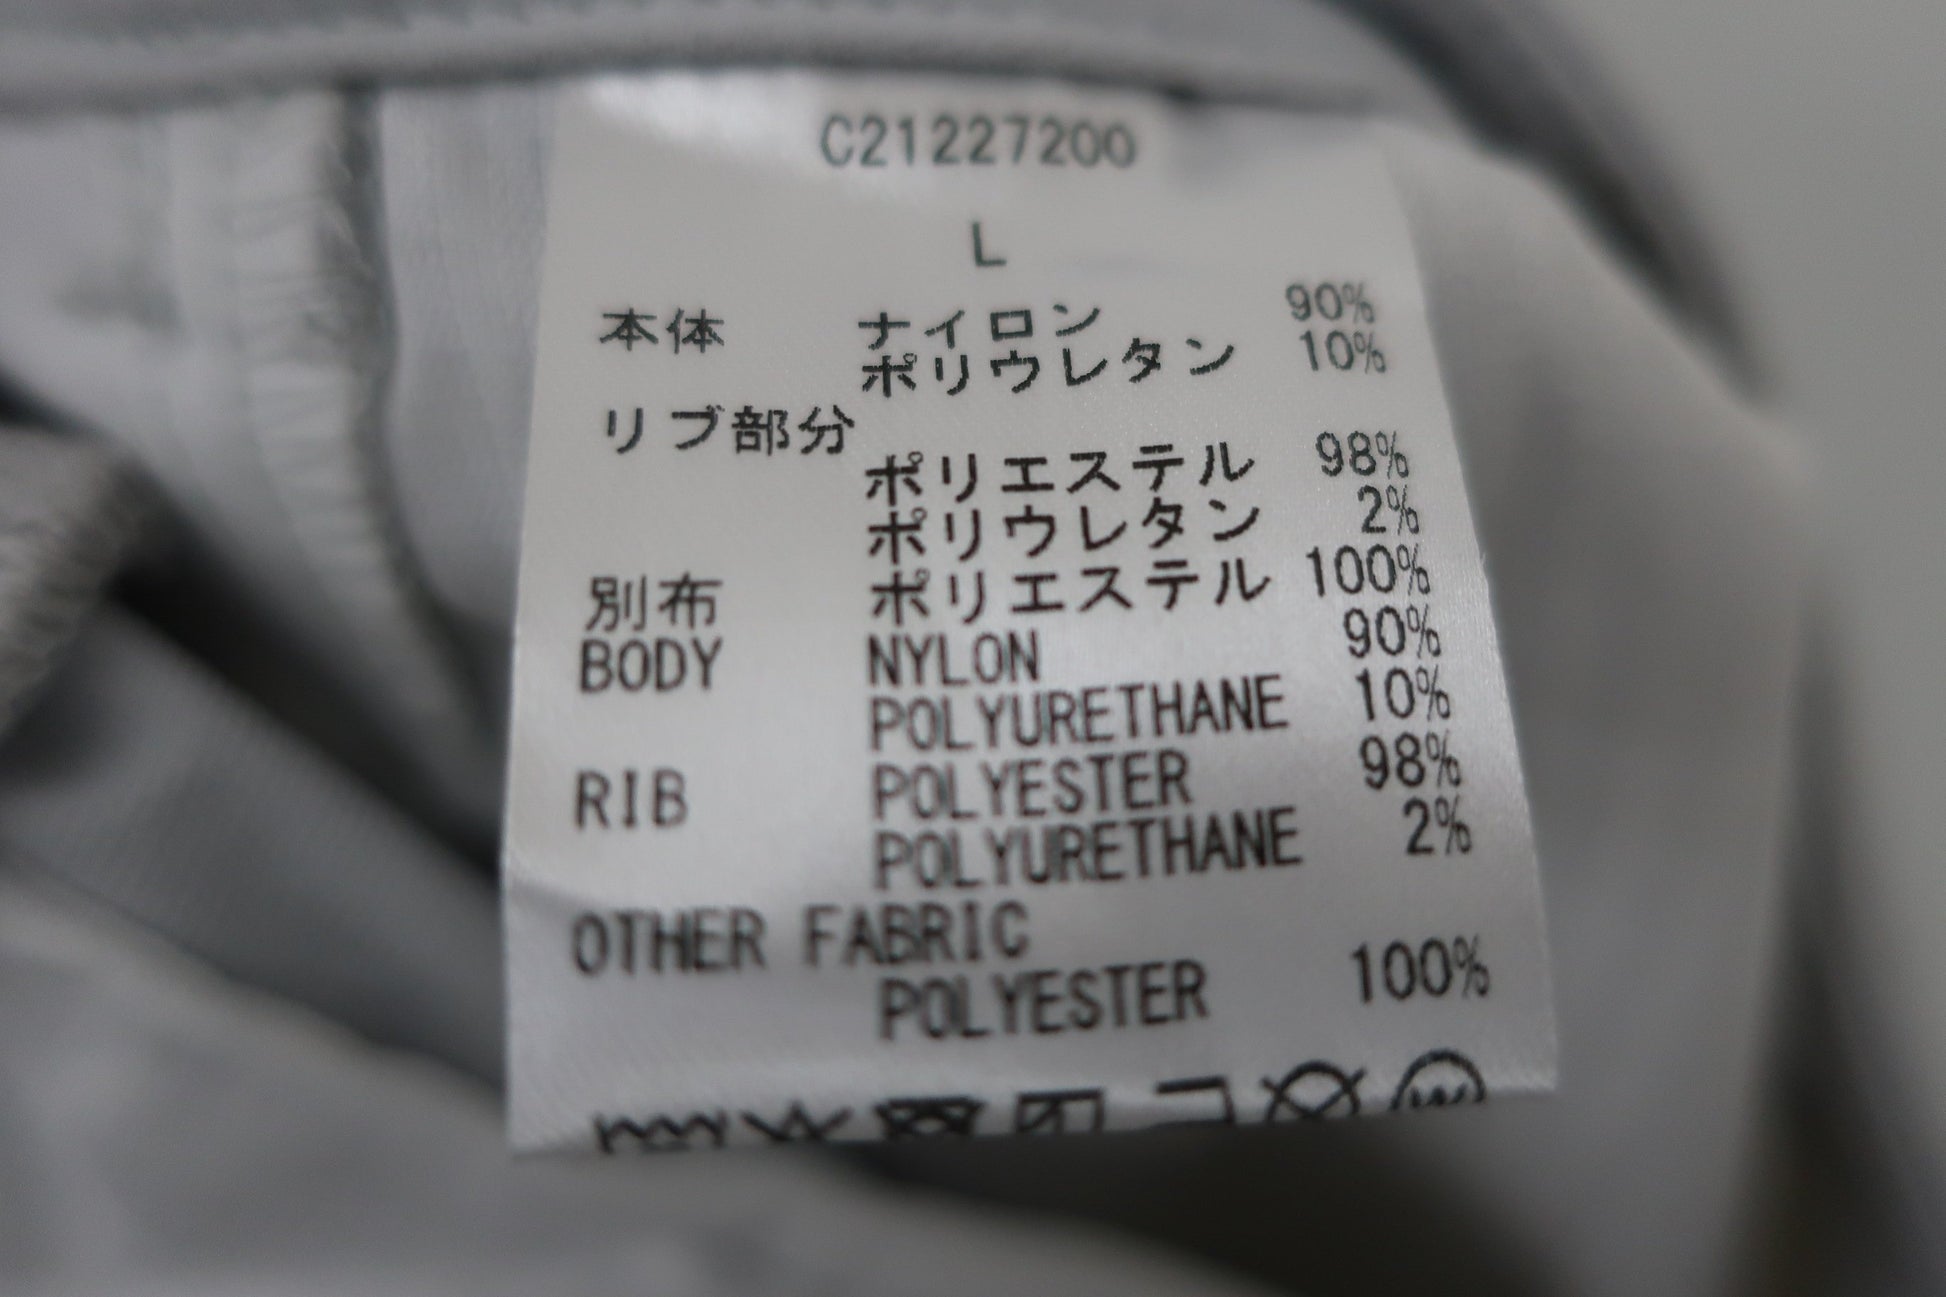 C21227200
L
本体 ナイロン 90%
ポリウレタン 10%
リブ部分
ポリエステル 98%
ポリウレタン 2%
別布 ポリエステル 100%
BODY NYLON 90%
POLYURETHANE 10%
RIB POLYESTER 98%
POLYURETHANE 2%
OTHER FABRIC
POLYESTER 100%